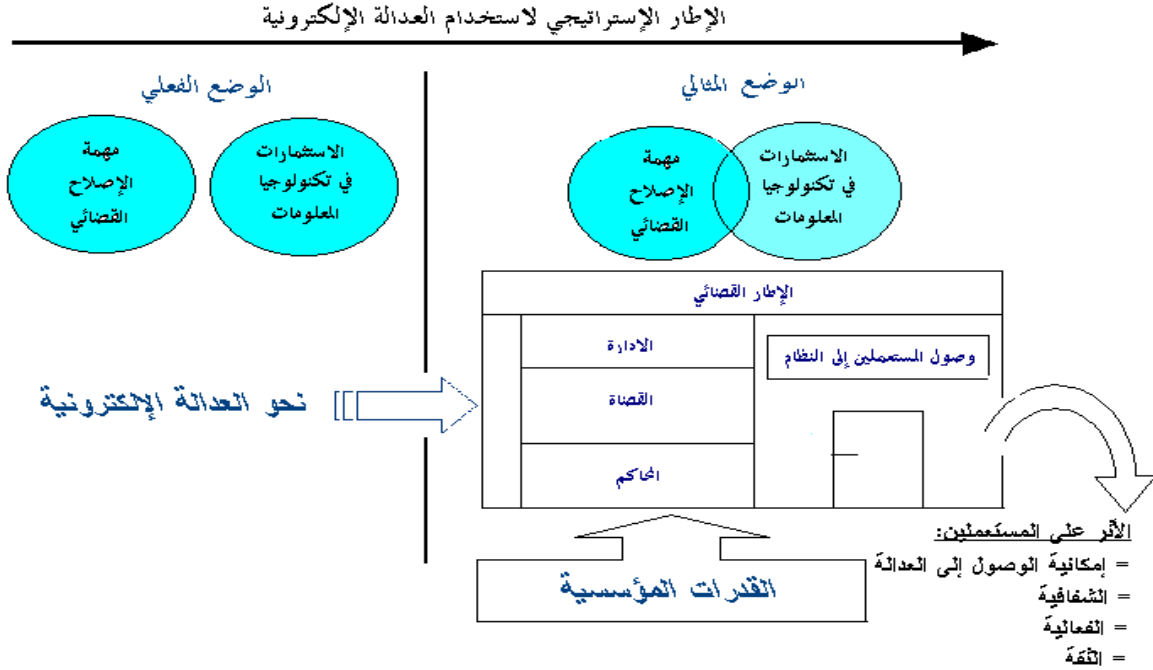 الإطار الإستراتيجي لاستخدام العدالة الإلكترونية
الوضع المثالي
الوضع الفعلي
الاستثمارات
في تكنولوجيا
المعلومات
مهمة
الإصلاح
القضائي
الاستثمارات
في تكنولوجيا
المعلومات
مهمة
الإصلاح
القضائي
الإطار القضائي
وصول المستعملين إلى النظام
الادارة
القضاة
المحاكم
نحو العدالة الإلكترونية
القدرات المؤسسية
الأثر على المستعملين:
= إمكانية الوصول إلى العدالة
= الشفافية
= الفعالية
= الثقة